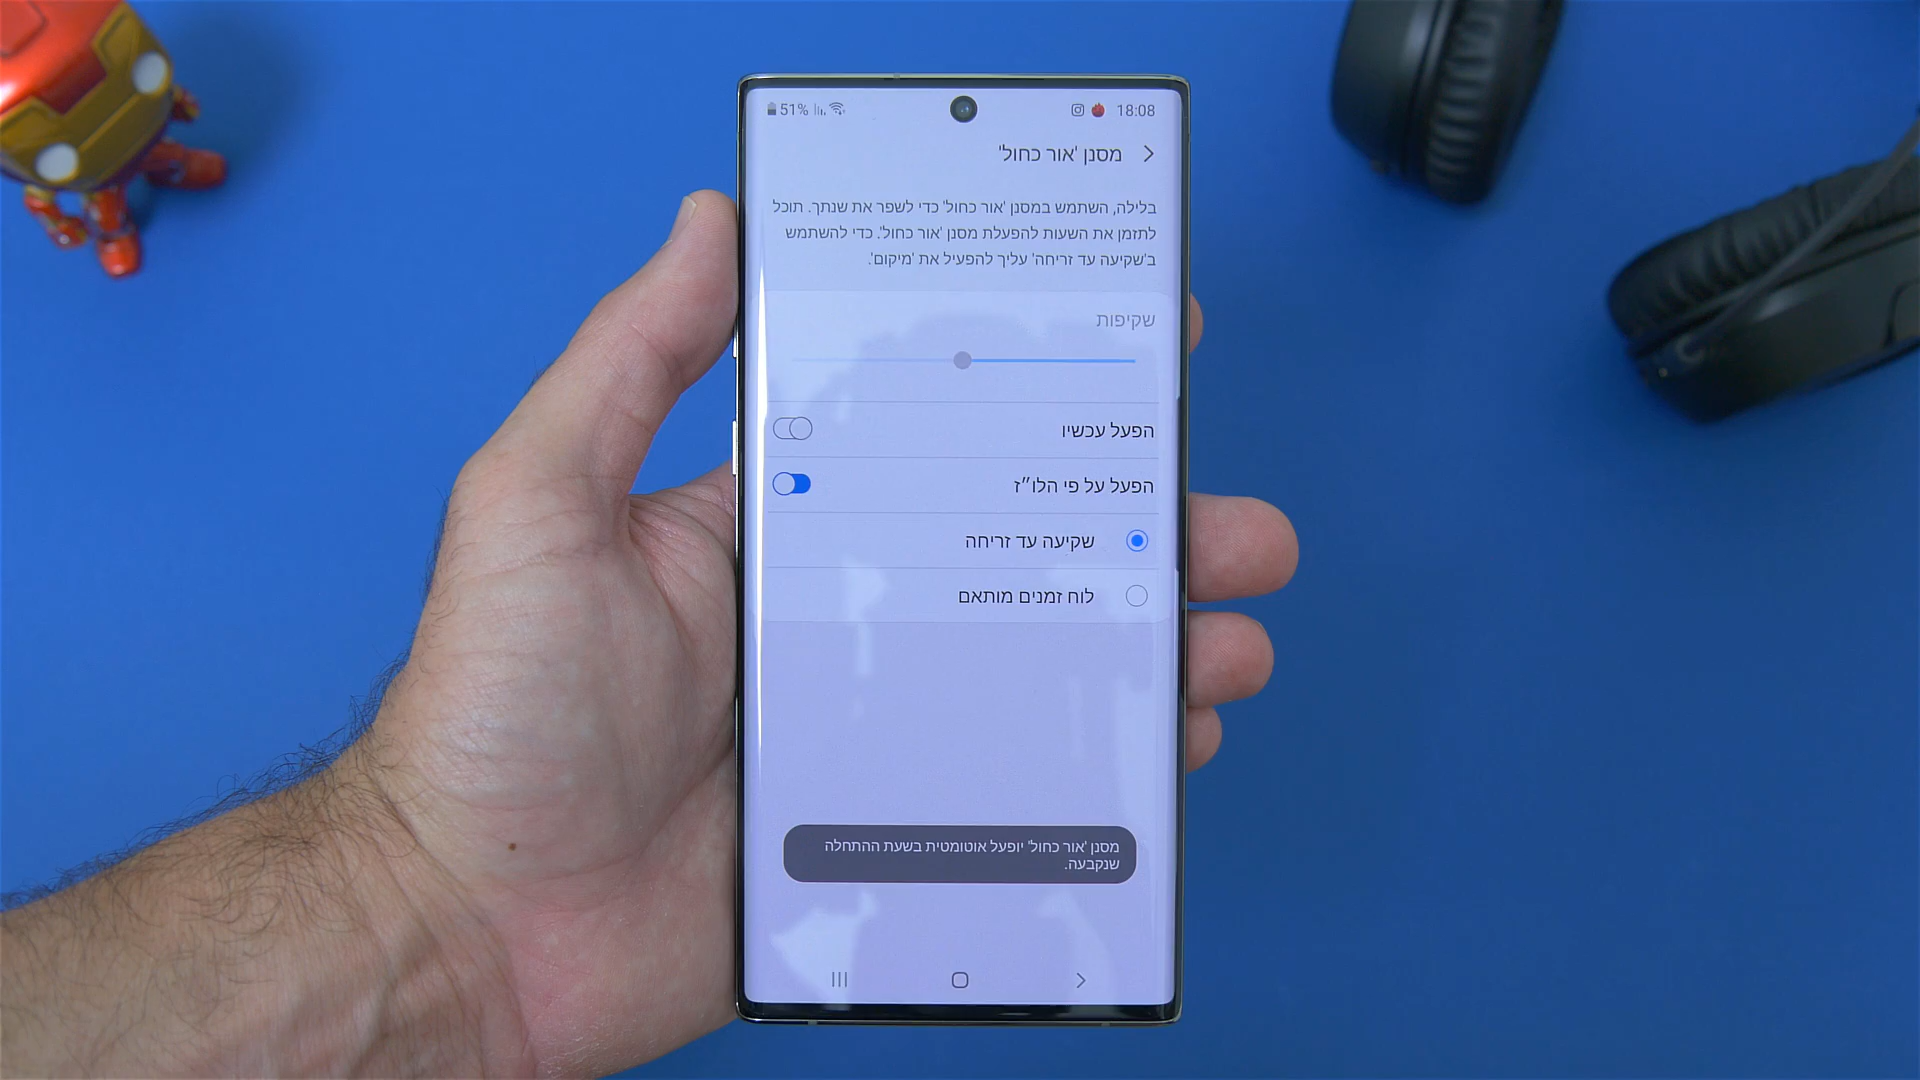 51% 18:08
מסנן 'אור כחול'
בלילה, השתמש במסנן 'אור כחול' כדי לשפר את שנתך. תוכל
לתזמן את השעות להפעלת מסנן 'אור כחול'. כדי להשתמש
ב'שקיעה עד זריחה' עליך להפעיל את 'מיקום'.
שקיפות
הפעל עכשיו
הפעל על פי הלו"ז
שקיעה עד זריחה
לוח זמנים מותאם
מסנן 'אור כחול' יופעל אוטומטית בשעת ההתחלה
שנקבעה.